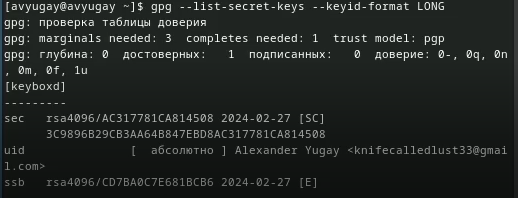 [avyugay@avyugay ~]$ gpg --list-secret-keys --keyid-format LONG
gpg: проверка таблицы доверия
gpg: marginals needed: 3  completes needed: 1  trust model: pgp
gpg: глубина: 0  достоверных:   1  подписанных:   0  доверие: 0-, 0q, 0n
, 0m, 0f, 1u
[keyboxd]
---------
sec   rsa4096/AC317781CA814508 2024-02-27 [SC]
      3C9896B29CB3AA64B847EBD8AC317781CA814508
uid              [  абсолютно ] Alexander Yugay <knifecalledlust33@gmai
l.com>
ssb   rsa4096/CD7BA0C7E681BCB6 2024-02-27 [E]